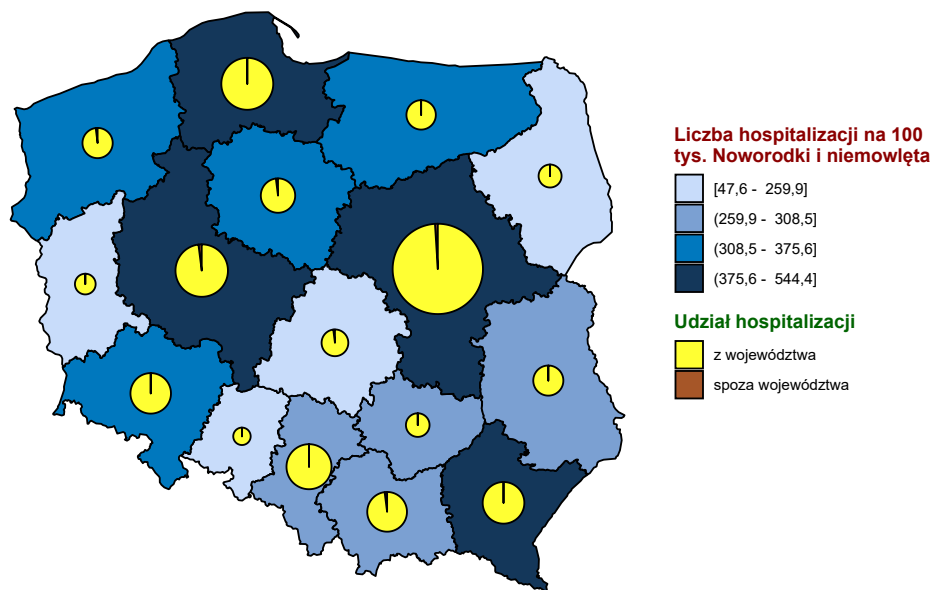 Liczba hospitalizacji na 100
tys. Noworodki i niemowlęta
[47,6 - 259,9]
(259,9 - 308,5]
(308,5 - 375,6]
(375,6 - 544,4]
Udział hospitalizacji
z województwa
spoza województwa